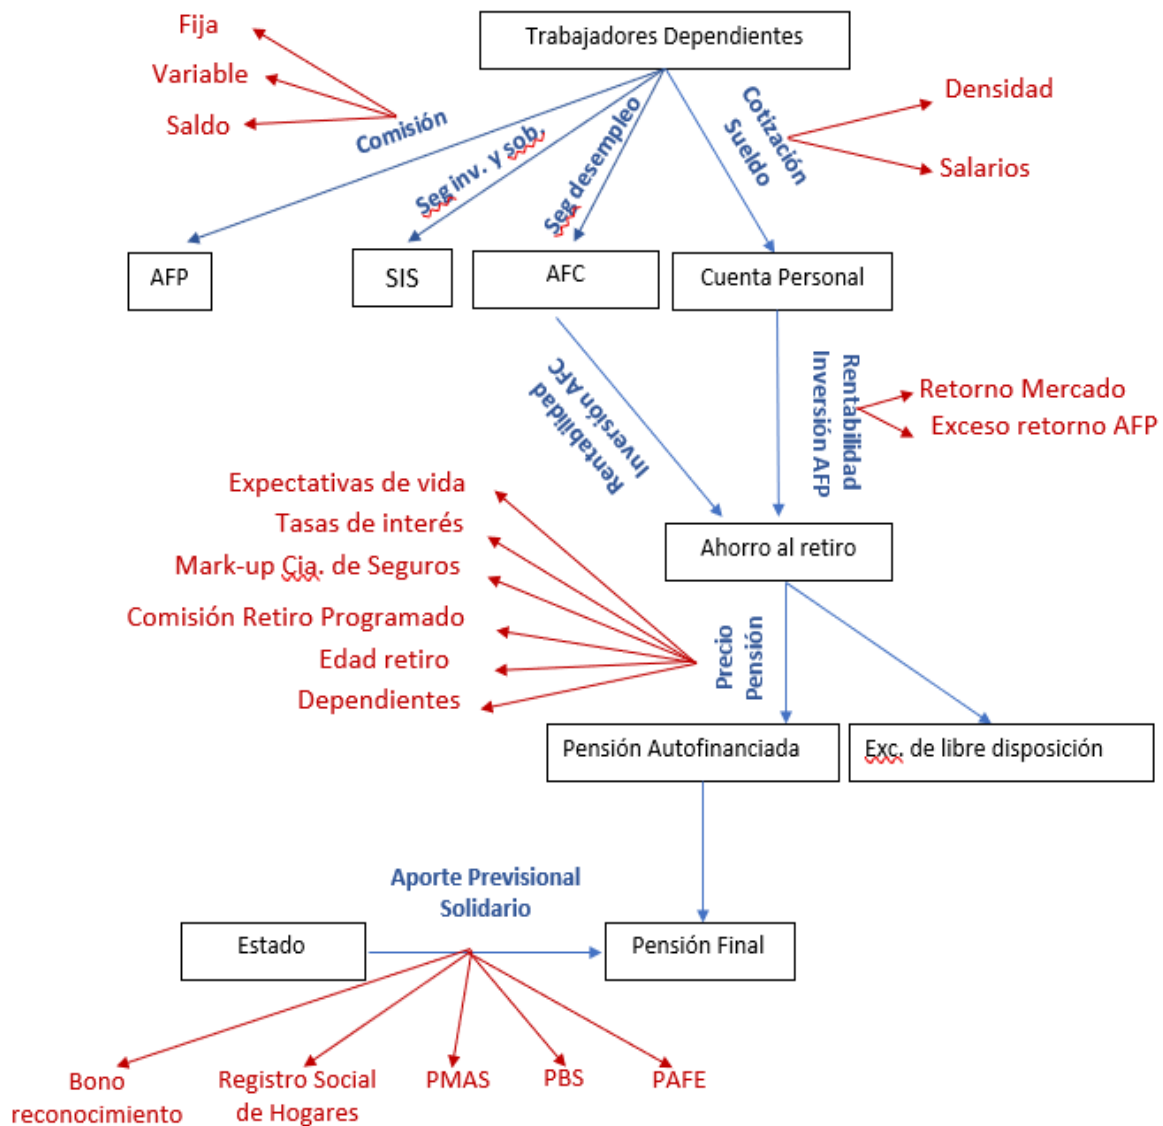 Trabajadores Dependientes
Fija
Variable
Saldo
Comisión
Seg inv. y sob,
Seg desempleo
Cotización
Sueldo
Densidad
Salarios
AFP
SIS
AFC
Cuenta Personal
Rentabilidad
Inversión AFC
Rentabilidad
Inversión AFP
Retorno Mercado
Exceso retorno AFP
Ahorro al retiro
Expectativas de vida
Tasas de interés
Mark-up Cia. de Seguros
Comisión Retiro Programado
Edad retiro
Dependientes
Precio
Pensión
Pensión Autofinanciada
Exc. de libre disposición
Aporte Previsional
Solidario
Estado
Pensión Final
Bono
reconocimiento
Registro Social
de Hogares
PMAS
PBS
PAFE